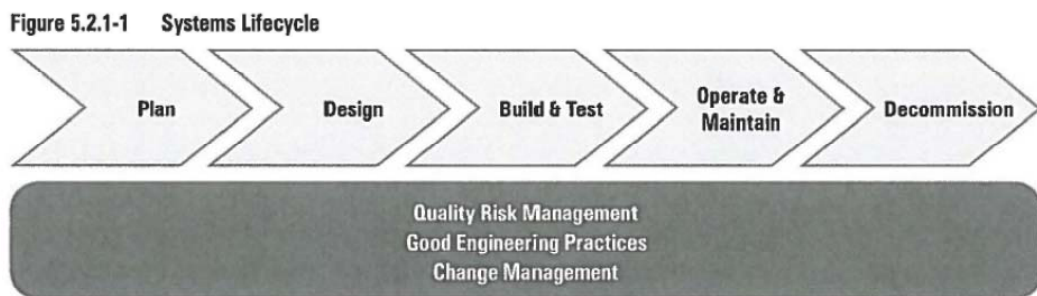 Figure 5.2.1-1 Systems Lifecycle
Plan
Design
Build & Test
Operate &
Maintain
Decommission
Quality Risk Management
Good Engineering Practices
Change Management